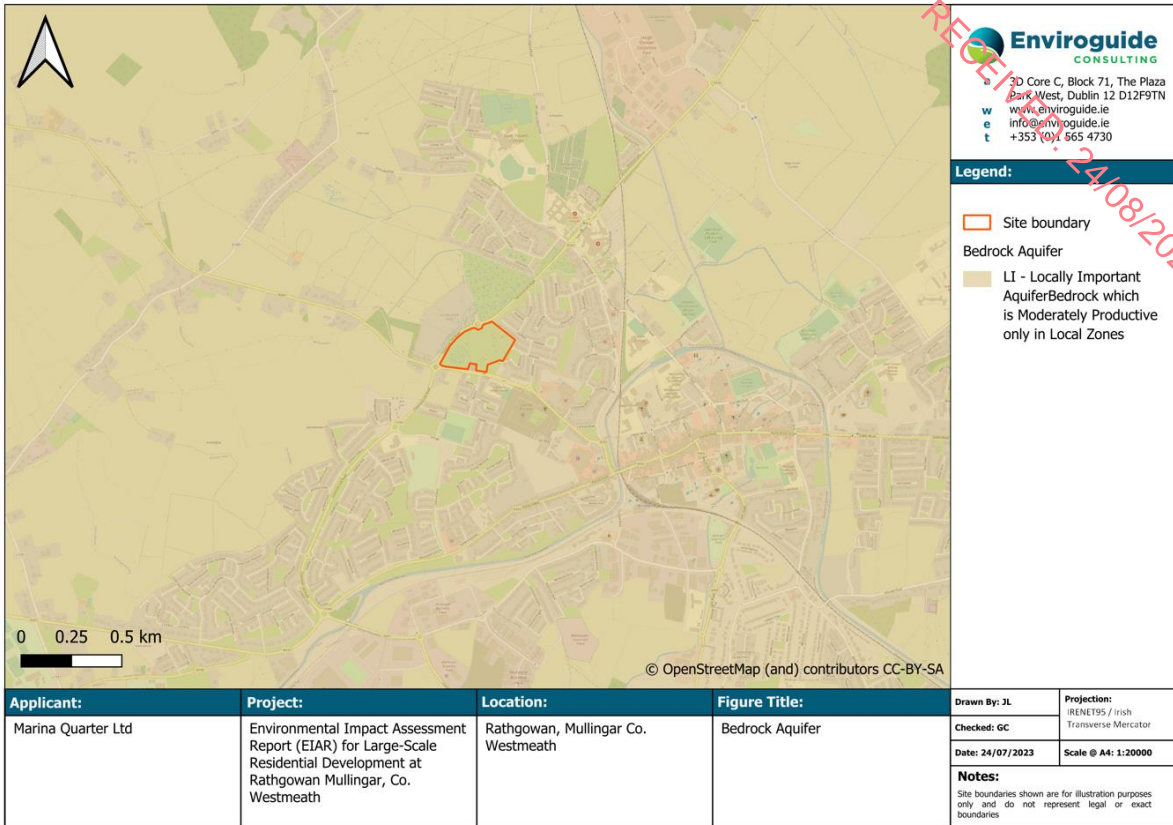 Enviroguide
CONSULTING
a 3D Core C, Block 71, The Plaza
Park West, Dublin 12 D12F9TN
w www.enviroguide.ie
e info@enviroguide.ie
t +353 (0)1 565 4730
RECEIVED: 24/08/202
Legend:
Site boundary
Bedrock Aquifer
LI - Locally Important
AquiferBedrock which
is Moderately Productive
only in Local Zones
0 0.25 0.5 km
© OpenStreetMap (and) contributors CC-BY-SA
Applicant:
Marina Quarter Ltd
Project:
Environmental Impact Assessment
Report (EIAR) for Large-Scale
Residential Development at
Rathgowan Mullingar, Co.
Westmeath
Location:
Rathgowan, Mullingar Co.
Westmeath
Figure Title:
Bedrock Aquifer
Drawn By: JL
Checked: GC
Date: 24/07/2023
Projection:
IRENET95 / Irish
Transverse Mercator
Scale @ A4: 1:20000
Notes:
Site boundaries shown are for illustration purposes
only and do not represent legal or exact
boundaries